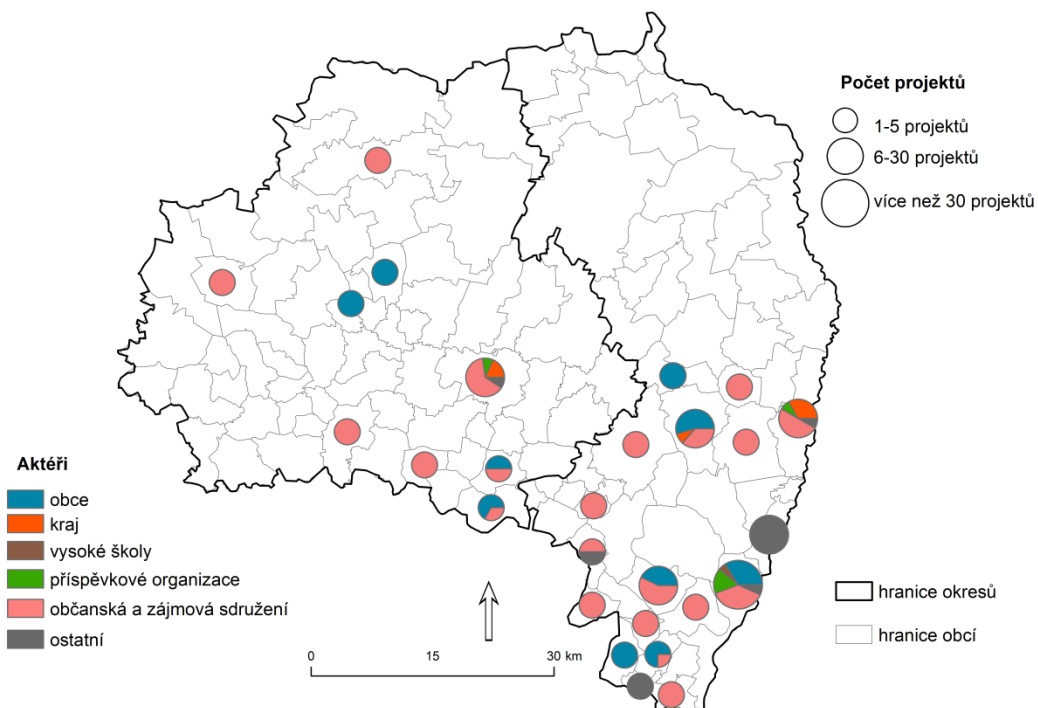 Počet projektů
1-5 projektů
6-30 projektů
více než 30 projektů
Aktéři
obce
kraj
vysoké školy
příspěvkové organizace
občanská a zájmová sdružení
ostatní
hranice okresů
hranice obcí
0 15 30 km